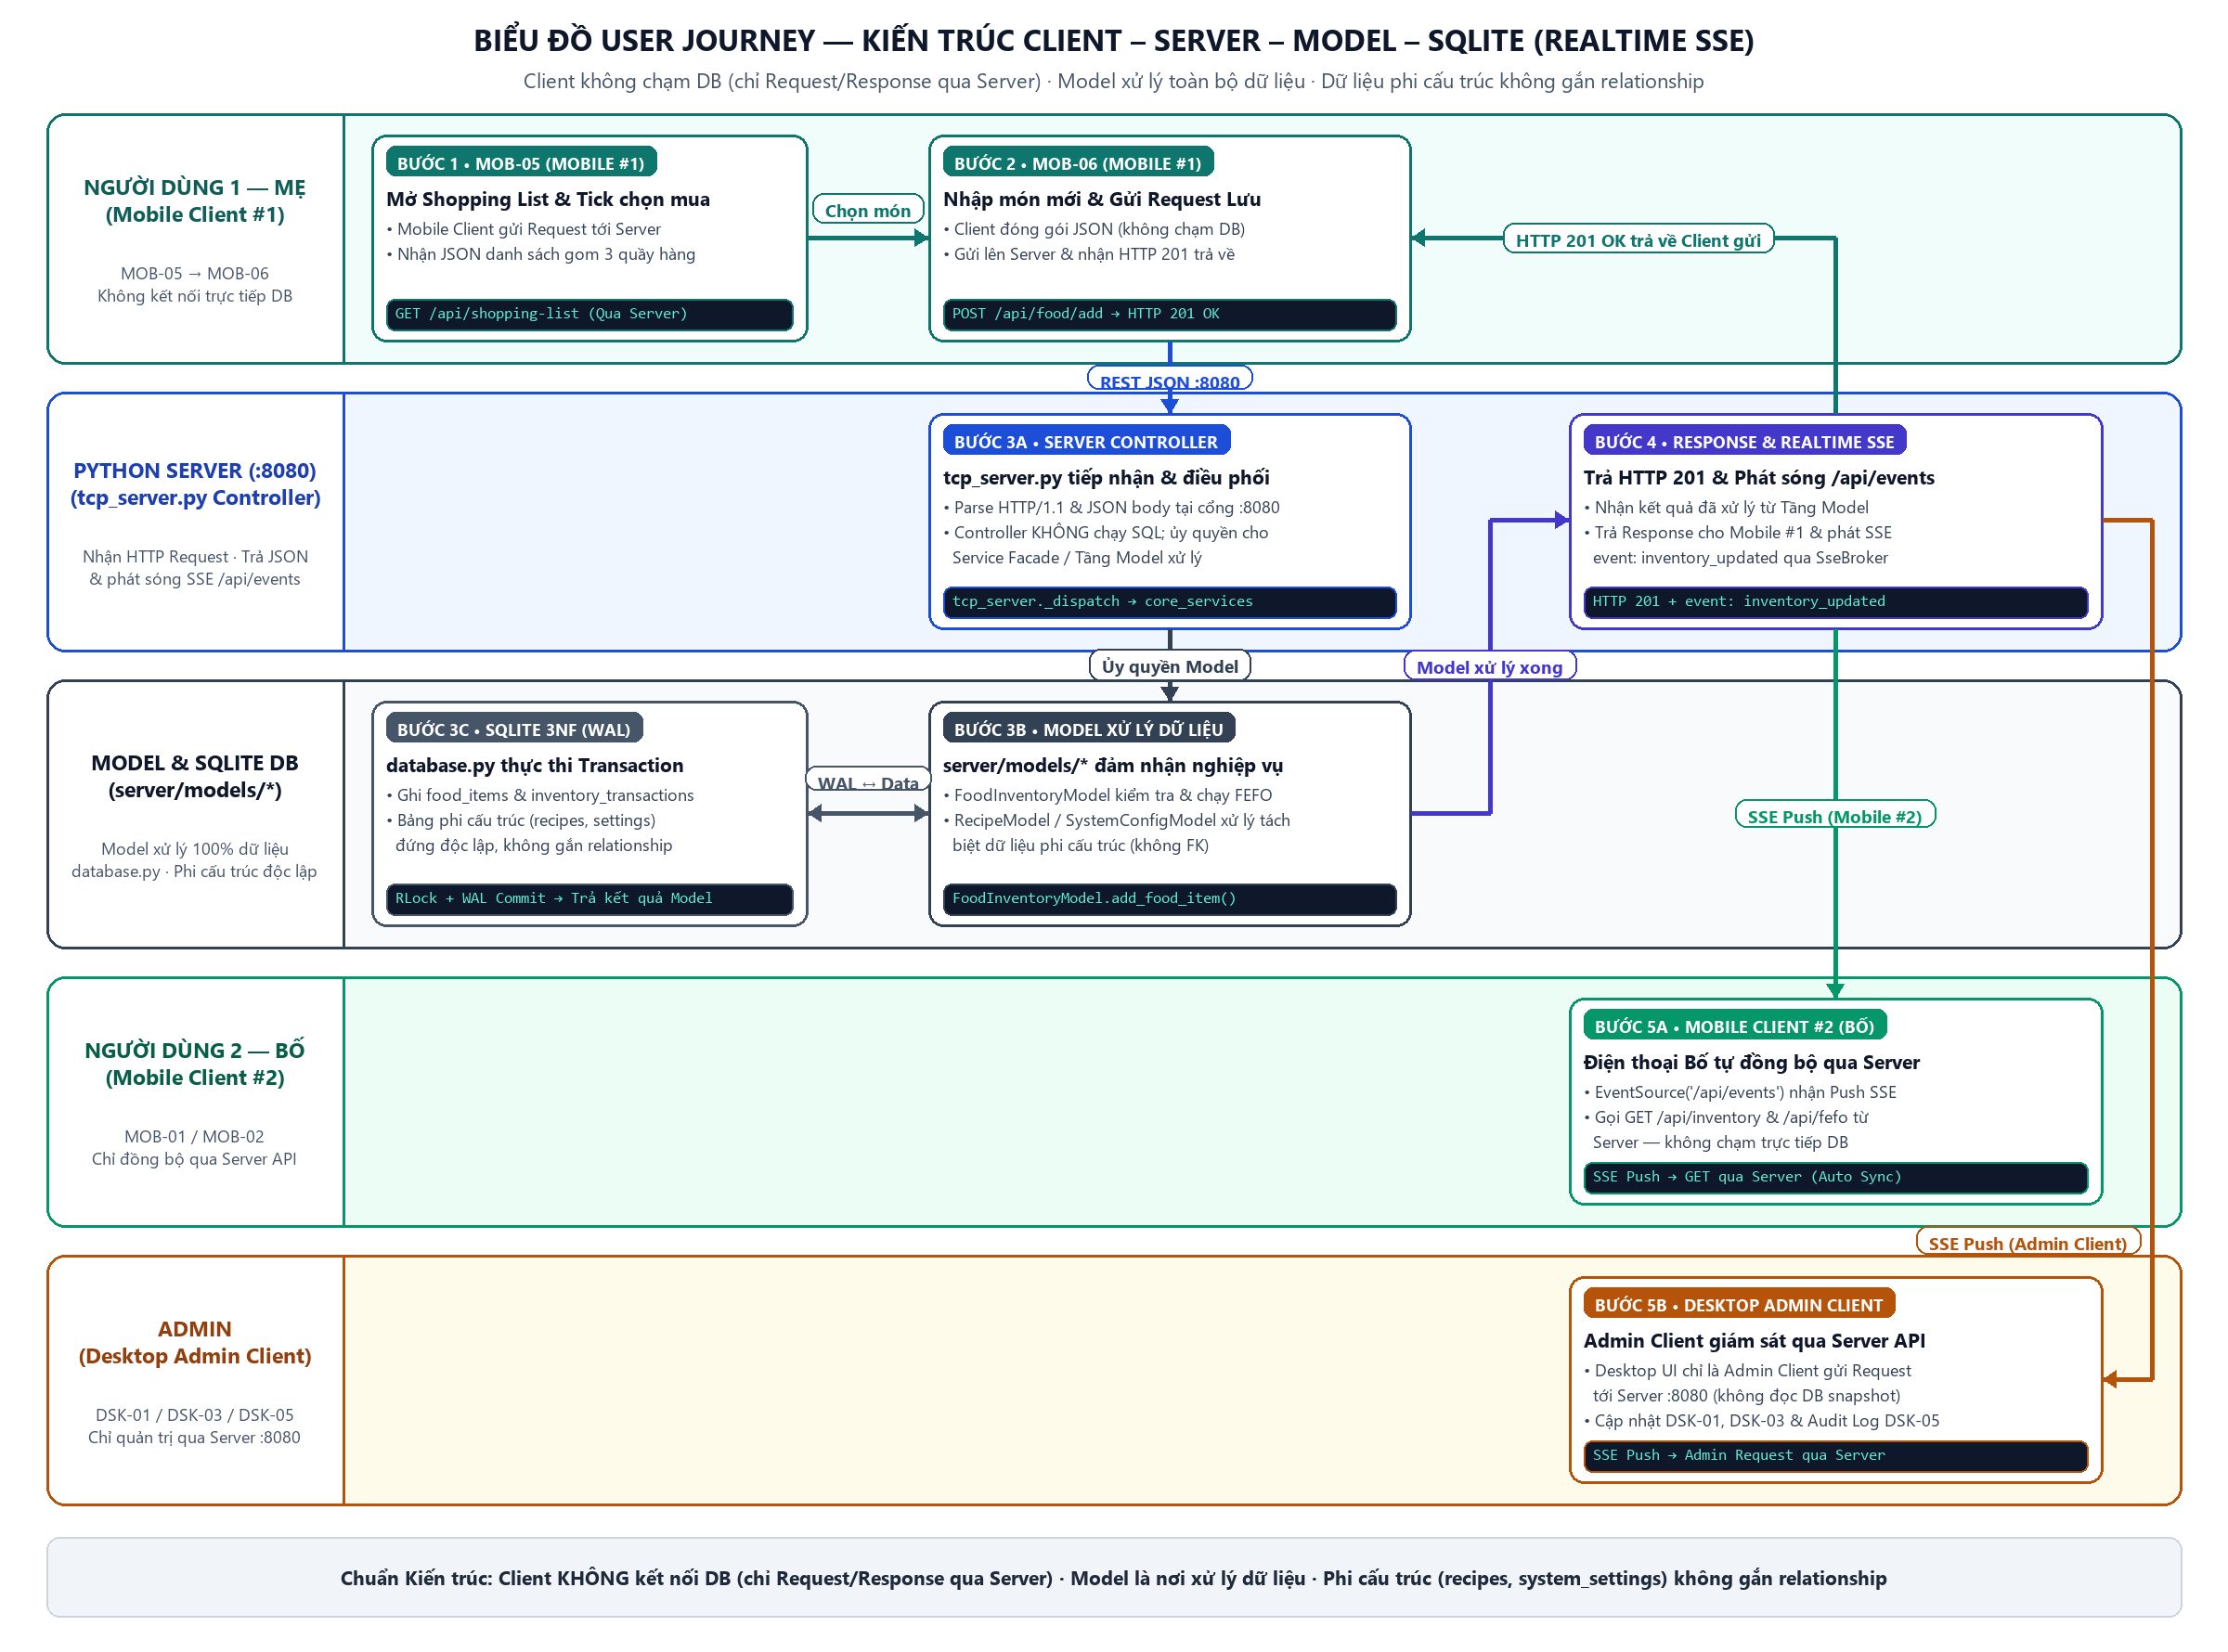 BIỂU ĐỒ USER JOURNEY — KIẾN TRÚC CLIENT – SERVER – MODEL – SQLITE (REALTIME SSE)
Client không chạm DB (chỉ Request/Response qua Server) · Model xử lý toàn bộ dữ liệu · Dữ liệu phi cấu trúc không gắn relationship
NGƯỜI DÙNG 1 — MẸ
(Mobile Client #1)
MOB-05 → MOB-06
Không kết nối trực tiếp DB
BƯỚC 1 • MOB-05 (MOBILE #1)
Mở Shopping List & Tick chọn mua
• Mobile Client gửi Request tới Server
• Nhận JSON danh sách gom 3 quầy hàng
GET /api/shopping-list (Qua Server)
Chọn món
BƯỚC 2 • MOB-06 (MOBILE #1)
Nhập món mới & Gửi Request Lưu
• Client đóng gói JSON (không chạm DB)
• Gửi lên Server & nhận HTTP 201 trả về
POST /api/food/add → HTTP 201 OK
HTTP 201 OK trả về Client gửi
REST JSON :8080
PYTHON SERVER (:8080)
(tcp_server.py Controller)
Nhận HTTP Request · Trả JSON
& phát sóng SSE /api/events
BƯỚC 3A • SERVER CONTROLLER
tcp_server.py tiếp nhận & điều phối
• Parse HTTP/1.1 & JSON body tại cổng :8080
• Controller KHÔNG chạy SQL; ủy quyền cho
Service Facade / Tầng Model xử lý
tcp_server._dispatch → core_services
BƯỚC 4 • RESPONSE & REALTIME SSE
Trả HTTP 201 & Phát sóng /api/events
• Nhận kết quả đã xử lý từ Tầng Model
• Trả Response cho Mobile #1 & phát SSE
event: inventory_updated qua SseBroker
HTTP 201 + event: inventory_updated
Ủy quyền Model
Model xử lý xong
MODEL & SQLITE DB
(server/models/*)
Model xử lý 100% dữ liệu
database.py · Phi cấu trúc độc lập
BƯỚC 3C • SQLITE 3NF (WAL)
database.py thực thi Transaction
• Ghi food_items & inventory_transactions
• Bảng phi cấu trúc (recipes, settings)
đứng độc lập, không gắn relationship
RLock + WAL Commit → Trả kết quả Model
WAL ↔ Data
BƯỚC 3B • MODEL XỬ LÝ DỮ LIỆU
server/models/* đảm nhận nghiệp vụ
• FoodInventoryModel kiểm tra & chạy FEFO
• RecipeModel / SystemConfigModel xử lý tách
biệt dữ liệu phi cấu trúc (không FK)
FoodInventoryModel.add_food_item()
SSE Push (Mobile #2)
NGƯỜI DÙNG 2 — BỐ
(Mobile Client #2)
MOB-01 / MOB-02
Chỉ đồng bộ qua Server API
BƯỚC 5A • MOBILE CLIENT #2 (BỐ)
Điện thoại Bố tự đồng bộ qua Server
• EventSource('/api/events') nhận Push SSE
• Gọi GET /api/inventory & /api/fefo từ
Server — không chạm trực tiếp DB
SSE Push → GET qua Server (Auto Sync)
SSE Push (Admin Client)
ADMIN
(Desktop Admin Client)
DSK-01 / DSK-03 / DSK-05
Chỉ quản trị qua Server :8080
BƯỚC 5B • DESKTOP ADMIN CLIENT
Admin Client giám sát qua Server API
• Desktop UI chỉ là Admin Client gửi Request
tới Server :8080 (không đọc DB snapshot)
• Cập nhật DSK-01, DSK-03 & Audit Log DSK-05
SSE Push → Admin Request qua Server
Chuẩn Kiến trúc: Client KHÔNG kết nối DB (chỉ Request/Response qua Server) · Model là nơi xử lý dữ liệu · Phi cấu trúc (recipes, system_settings) không gắn relationship